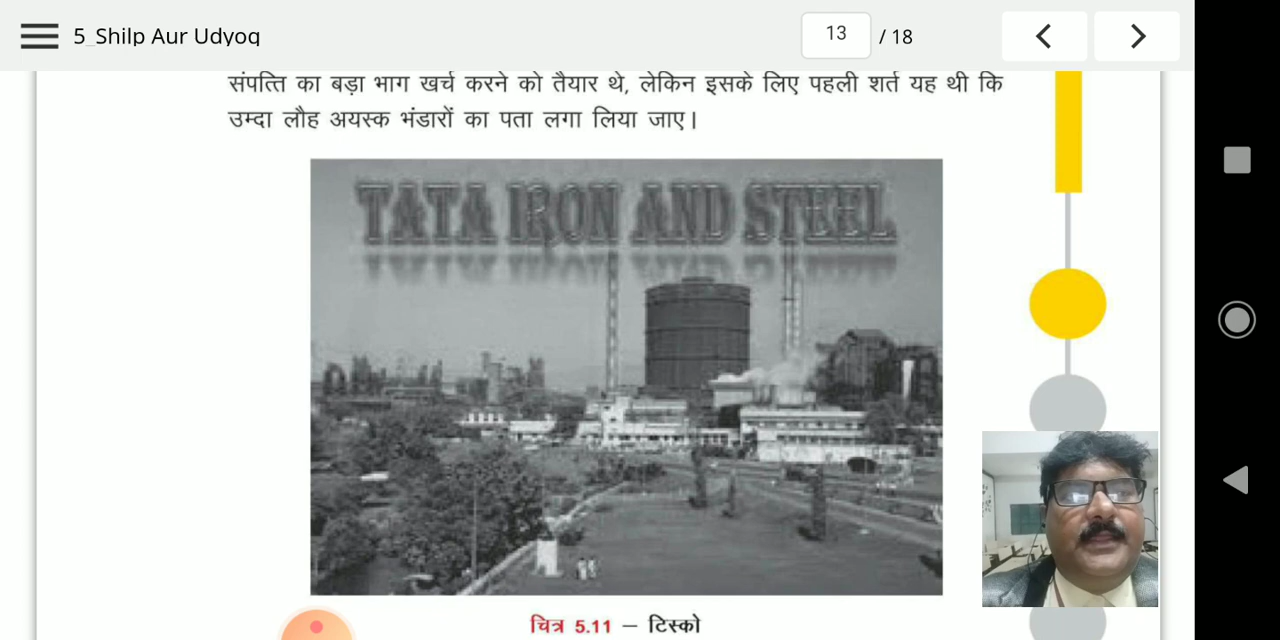 5_Shilp Aur Udyog
13 / 18
संपत्ति का बड़ा भाग खर्च करने को तैयार थे, लेकिन इसके लिए पहली शर्त यह थी कि
उम्दा लौह अयस्क भंडारों का पता लगा लिया जाए।
TATA IRON AND STEEL
चित्र 5.11 – टिस्को